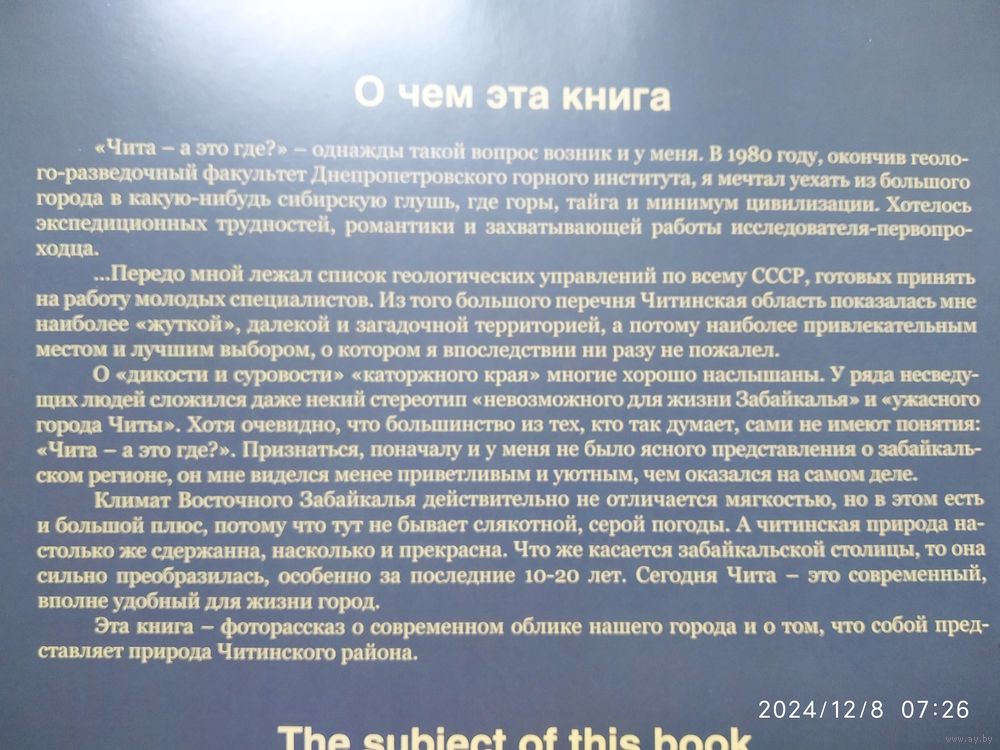 О чем эта книга
«Чита – а это где?» – однажды такой вопрос возник и у меня. В 1980 году, окончив геоло-
го-разведочный факультет Днепропетровского горного института, я мечтал уехать из большого
города в какую-нибудь сибирскую глушь, где горы, тайга и минимум цивилизации. Хотелось
экспедиционных трудностей, романтики и захватывающей работы исследователя-первопро-
ходца.
...Передо мной лежал список геологических управлений по всему СССР, готовых принять
на работу молодых специалистов. Из того большого перечня Читинская область показалась мне
наиболее «жуткой», далекой и загадочной территорией, а потому наиболее привлекательным
местом и лучшим выбором, о котором я впоследствии ни разу не пожалел.
О «дикости и суровости» «каторжного края» многие хорошо наслышаны. У ряда несведу-
щих людей сложился даже некий стереотип «невозможного для жизни Забайкалья» и «ужасного
города Читы». Хотя очевидно, что большинство из тех, кто так думает, сами не имеют понятия:
«Чита – а это где?». Признаться, поначалу и у меня не было ясного представления о забайкаль-
ском регионе, он мне виделся менее приветливым и уютным, чем оказался на самом деле.
Климат Восточного Забайкалья действительно не отличается мягкостью, но в этом есть
и большой плюс, потому что тут не бывает слякотной, серой погоды. А читинская природа на-
столько же сдержанна, насколько и прекрасна. Что же касается забайкальской столицы, то она
сильно преобразилась, особенно за последние 10-20 лет. Сегодня Чита – это современный,
вполне удобный для жизни город.
Эта книга – фоторассказ о современном облике нашего города и о том, что собой пред-
ставляет природа Читинского района.
The subject of this book
2024/12/8 07:26
www.ay.by